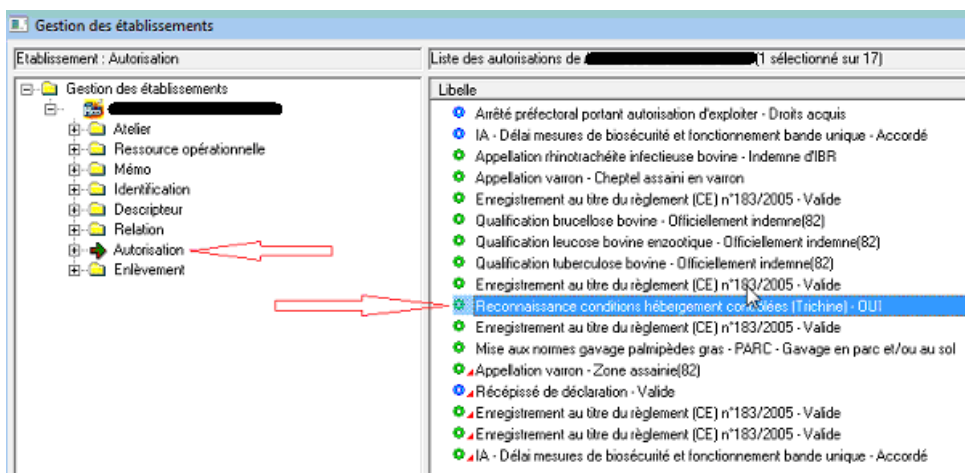 Gestion des établissements
Etablissement : Autorisation
Liste des autorisations de (1 sélectionné sur 17)
Gestion des établissements
Atelier
Ressource opérationnelle
Mémo
Identification
Descripteur
Relation
Autorisation
Enlèvement
Libelle
Arrêté préfectoral portant autorisation d'exploiter - Droits acquis
IA - Délai mesures de biosécurité et fonctionnement bande unique - Accordé
Appellation rhinotrachéite infectieuse bovine - Indemne d'IBR
Appellation varron - Cheptel assaini en varron
Enregistrement au titre du règlement (CE) n°183/2005 - Valide
Qualification brucellose bovine - Officiellement indemne(82)
Qualification leucose bovine enzootique - Officiellement indemne(82)
Qualification tuberculose bovine - Officiellement indemne(82)
Enregistrement au titre du règlement (CE) n°183/2005 - Valide
Reconnaissance conditions hébergement contrôlées (Trichine) - OUI
Enregistrement au titre du règlement (CE) n°183/2005 - Valide
Mise aux normes gavage palmipèdes gras - PARC - Gavage en parc et/ou au sol
Appellation varron - Zone assainie(82)
Récépissé de déclaration - Valide
Enregistrement au titre du règlement (CE) n°183/2005 - Valide
Enregistrement au titre du règlement (CE) n°183/2005 - Valide
IA - Délai mesures de biosécurité et fonctionnement bande unique - Accordé